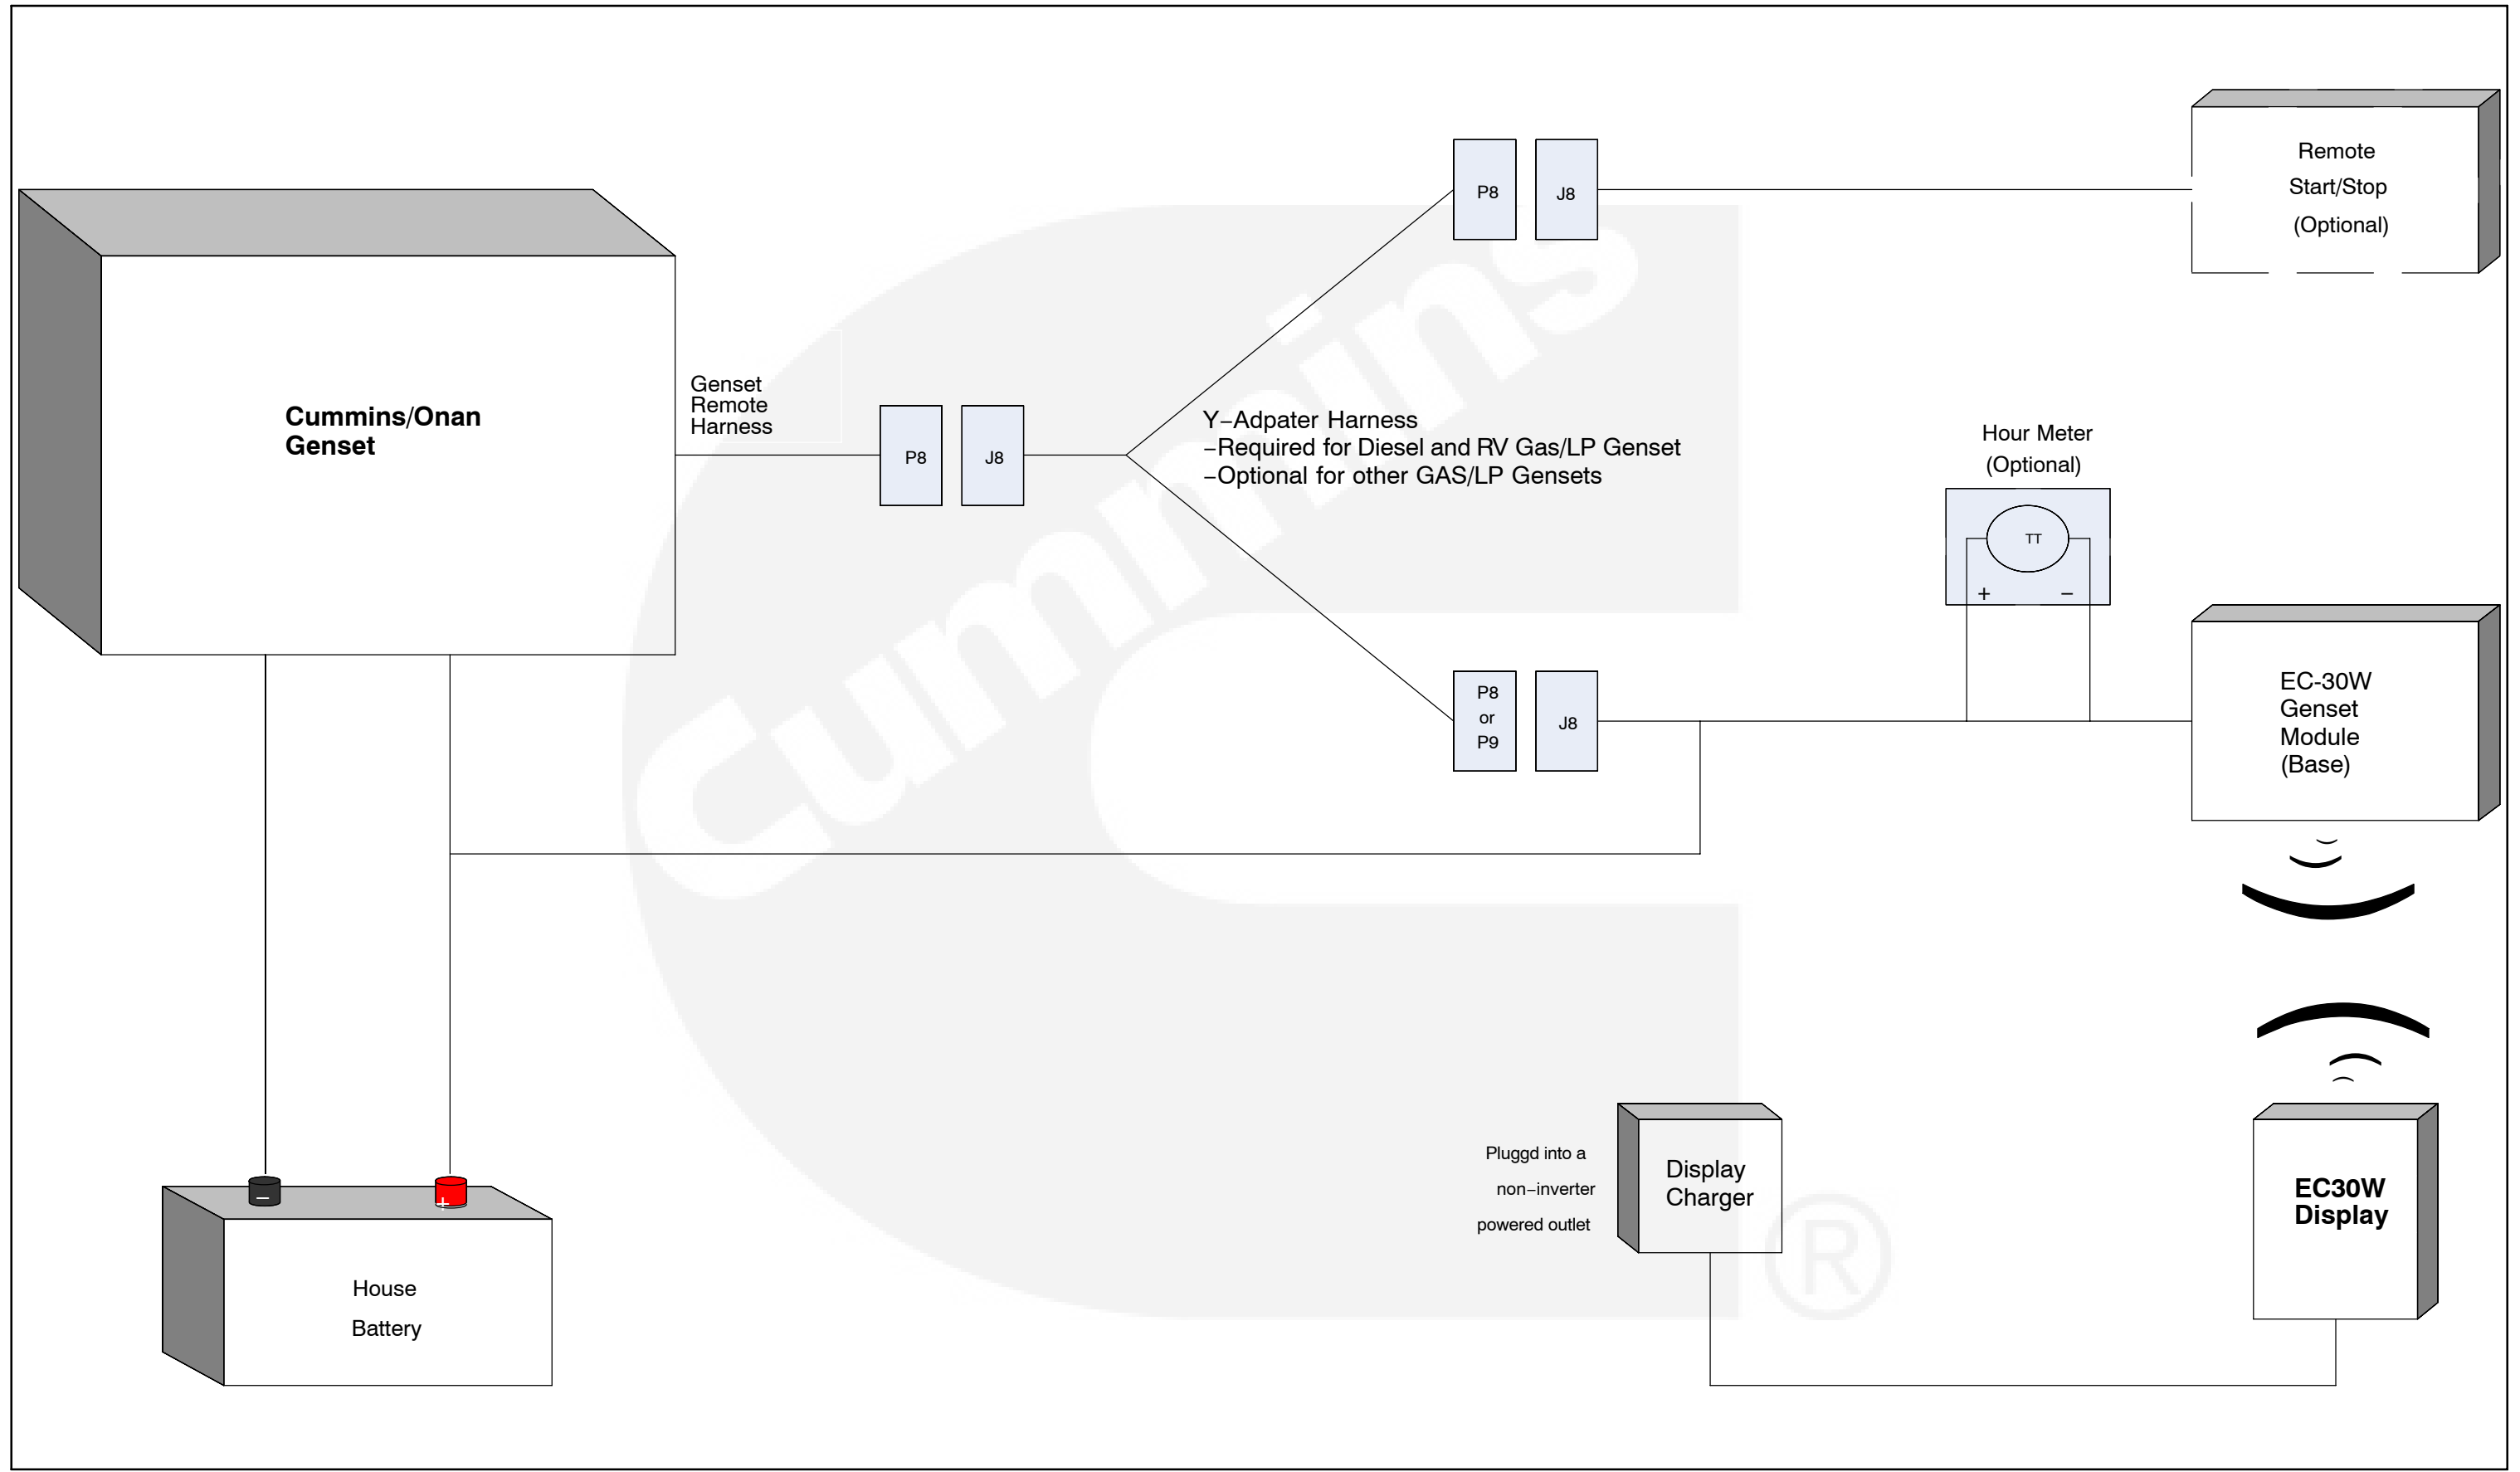 Remote
Start/Stop
(Optional)
P8
J8
Cummins/Onan
Genset
Genset
Remote
Harness
P8
J8
Y–Adpater Harness
–Required for Diesel and RV Gas/LP Genset
–Optional for other GAS/LP Gensets
Hour Meter
(Optional)
TT
+ –
P8
or
P9
J8
EC-30W
Genset
Module
(Base)
Cummins
Pluggd into a
non–inverter
powered outlet
Display
Charger
EC30W
Display
®
– +
House
Battery